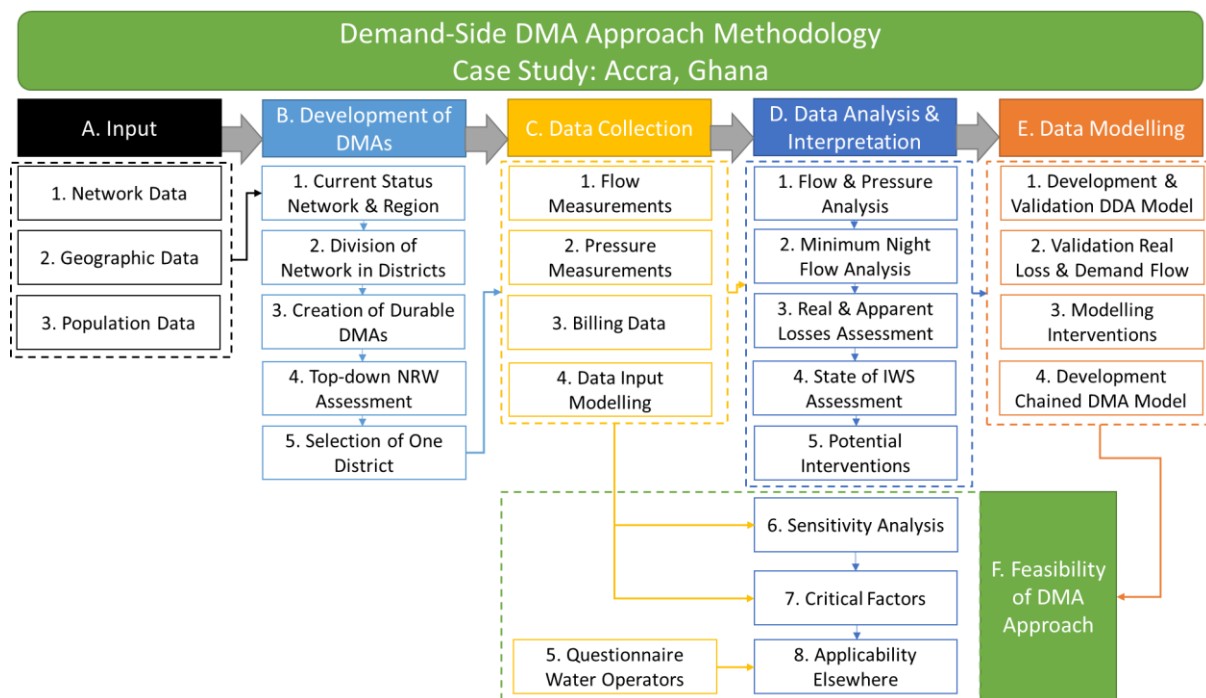 Demand-Side DMA Approach Methodology
Case Study: Accra, Ghana
A. Input
1. Network Data
2. Geographic Data
3. Population Data
B. Development of
DMAs
1. Current Status
Network & Region
2. Division of
Network in Districts
3. Creation of Durable
DMAs
4. Top-down NRW
Assessment
5. Selection of One
District
C. Data Collection
1. Flow
Measurements
2. Pressure
Measurements
3. Billing Data
4. Data Input
Modelling
D. Data Analysis &
Interpretation
1. Flow & Pressure
Analysis
2. Minimum Night
Flow Analysis
3. Real & Apparent
Losses Assessment
4. State of IWS
Assessment
5. Potential
Interventions
E. Data Modelling
1. Development &
Validation DDA Model
2. Validation Real
Loss & Demand Flow
3. Modelling
Interventions
4. Development
Chained DMA Model
6. Sensitivity Analysis
7. Critical Factors
5. Questionnaire
Water Operators
8. Applicability
Elsewhere
F. Feasibility
of DMA
Approach